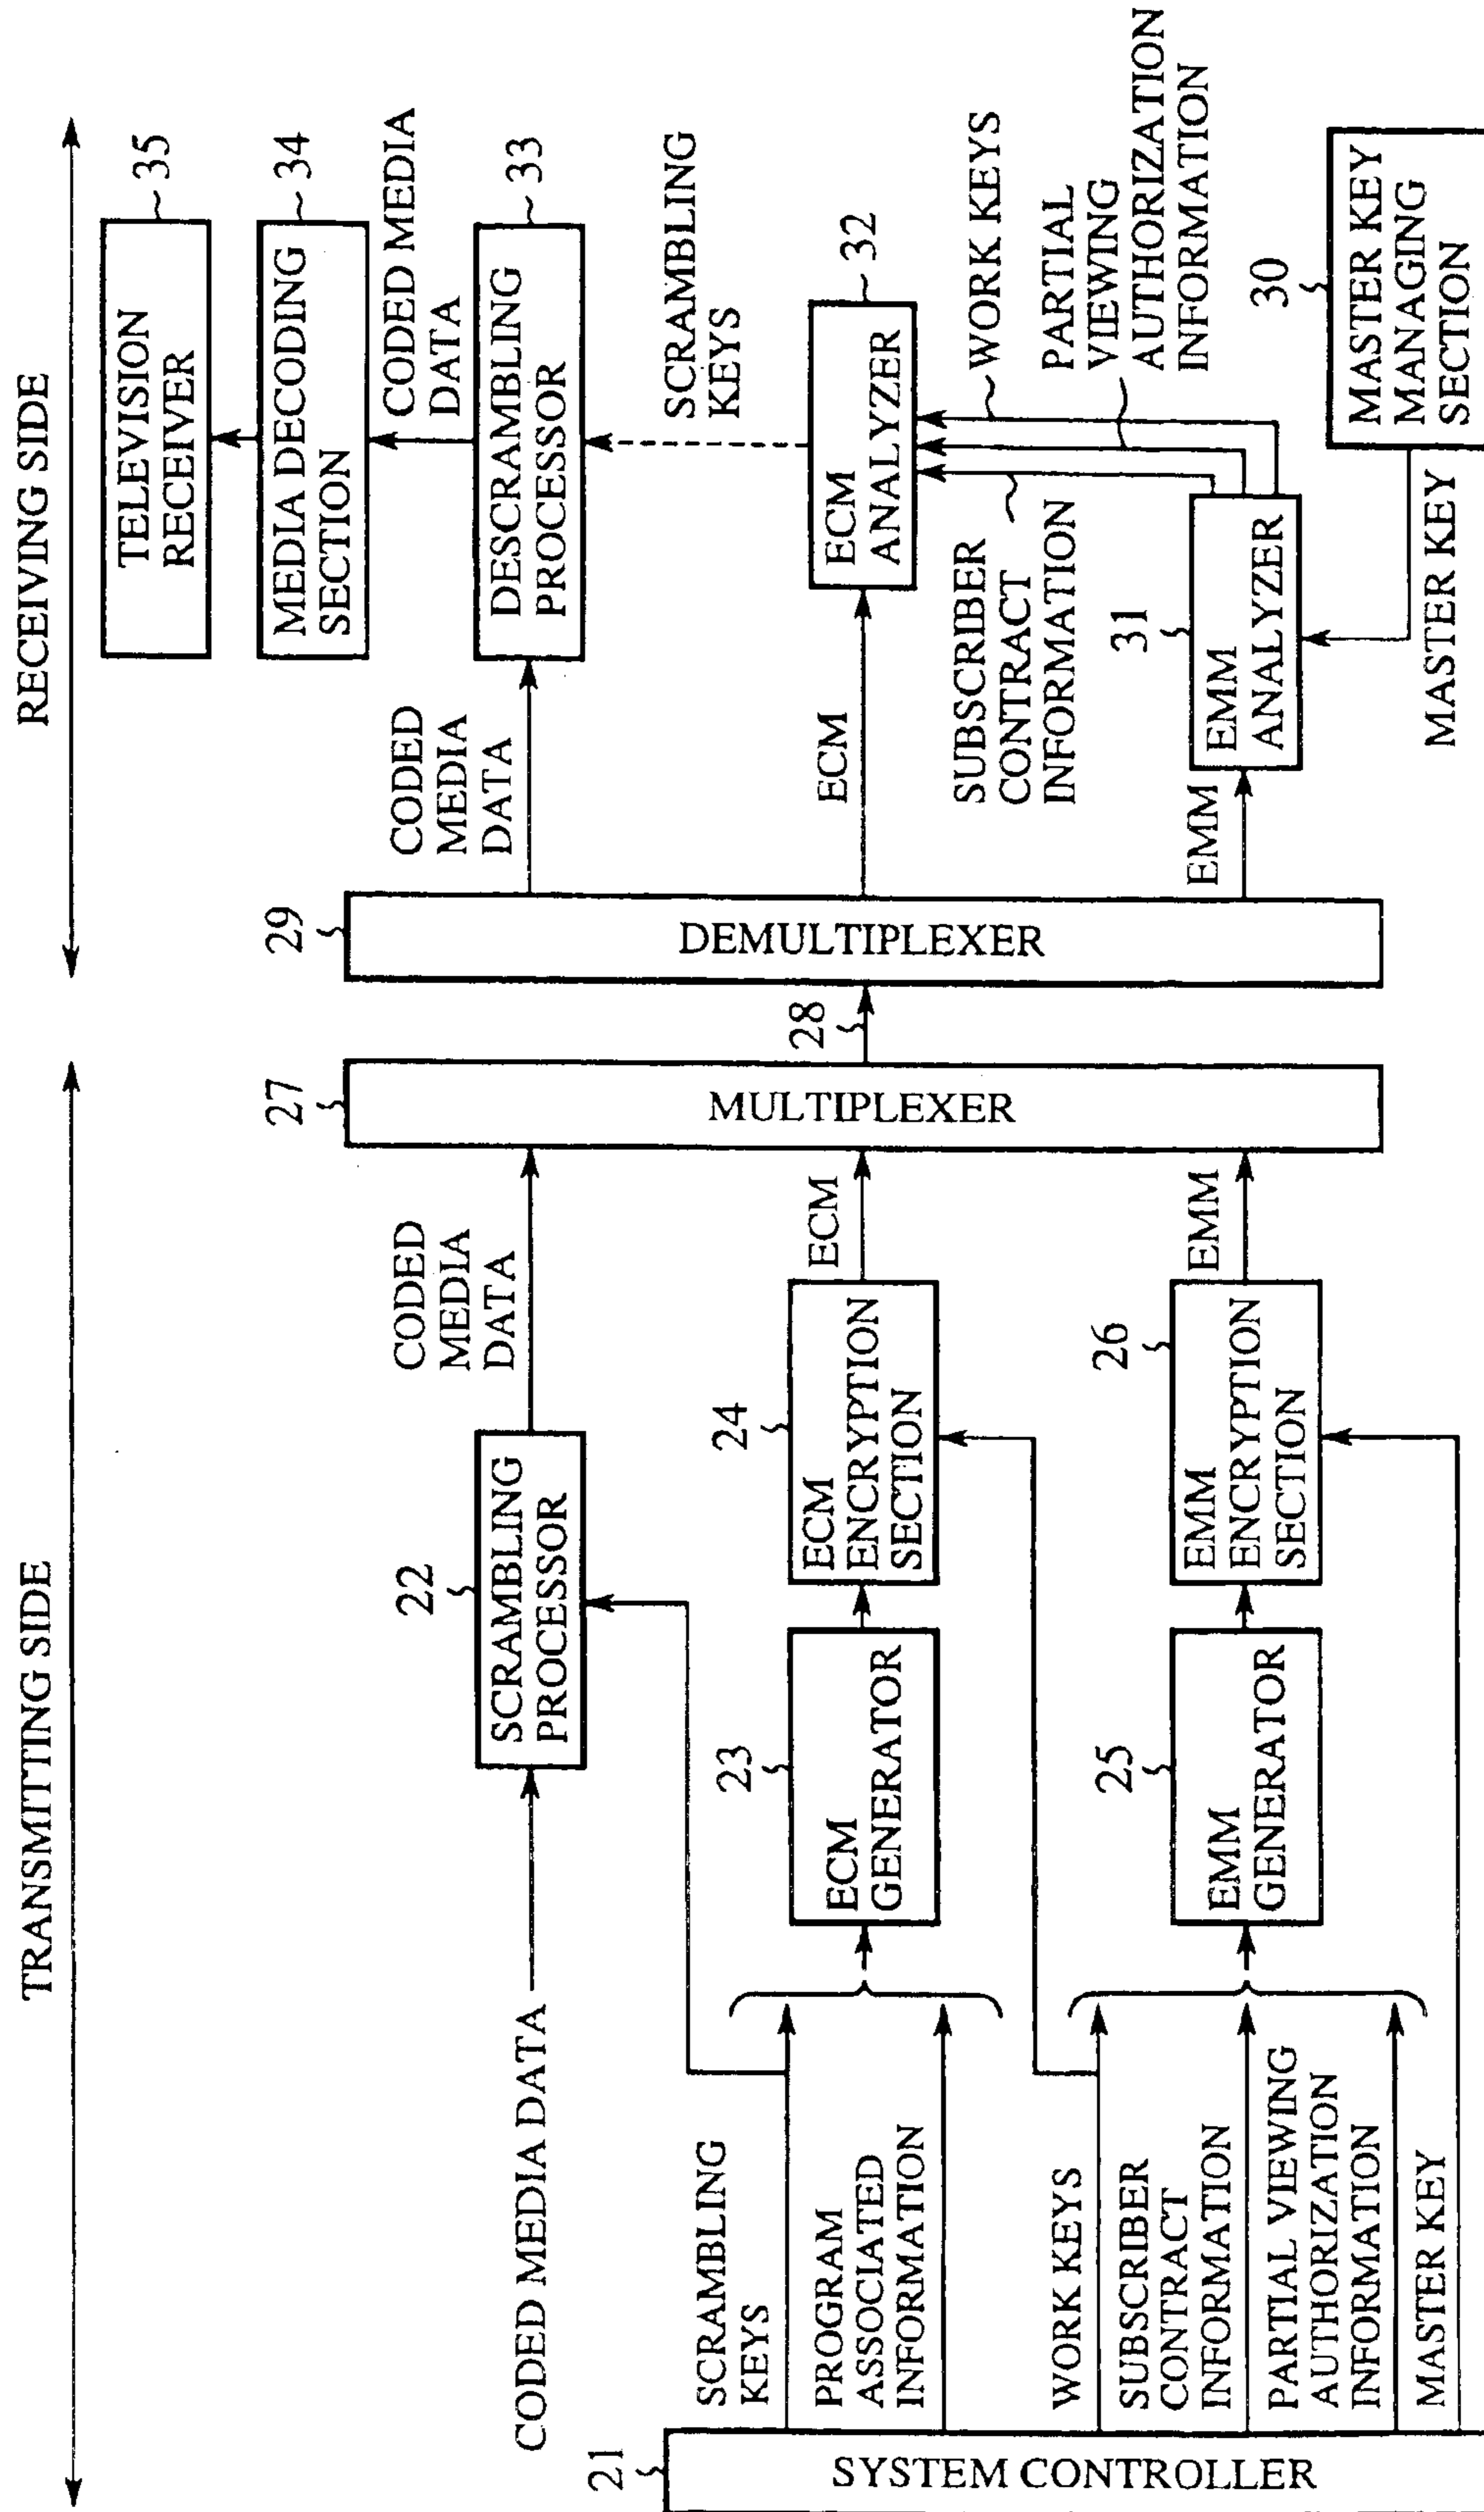 TRANSMITTING SIDE
RECEIVING SIDE
CODED MEDIA DATA
22
SCRAMBLING
PROCESSOR
CODED
MEDIA
DATA
21
SYSTEM CONTROLLER
SCRAMBLING
KEYS
PROGRAM
ASSOCIATED
INFORMATION
23
ECM
GENERATOR
24
ECM
ENCRYPTION
SECTION
ECM
WORK KEYS
SUBSCRIBER
CONTRACT
INFORMATION
PARTIAL VIEWING
AUTHORIZATION
INFORMATION
MASTER KEY
25
EMM
GENERATOR
26
EMM
ENCRYPTION
SECTION
EMM
27
MULTIPLEXER
28
29
DEMULTIPLEXER
CODED
MEDIA
DATA
ECM
EMM
35
TELEVISION
RECEIVER
34
MEDIA DECODING
SECTION
CODED MEDIA
DATA
33
DESCRAMBLING
PROCESSOR
SCRAMBLING
KEYS
32
ECM
ANALYZER
SUBSCRIBER
CONTRACT
INFORMATION
WORK KEYS
PARTIAL
VIEWING
AUTHORIZATION
INFORMATION
31
EMM
ANALYZER
30
MASTER KEY
MANAGING
SECTION
MASTER KEY